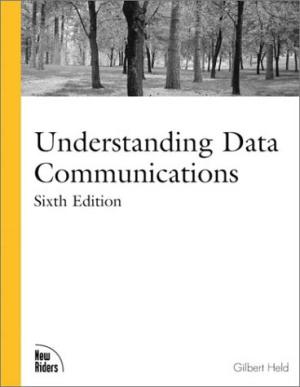 Understanding Data
Communications
Sixth Edition
New
Riders
Gilbert Held